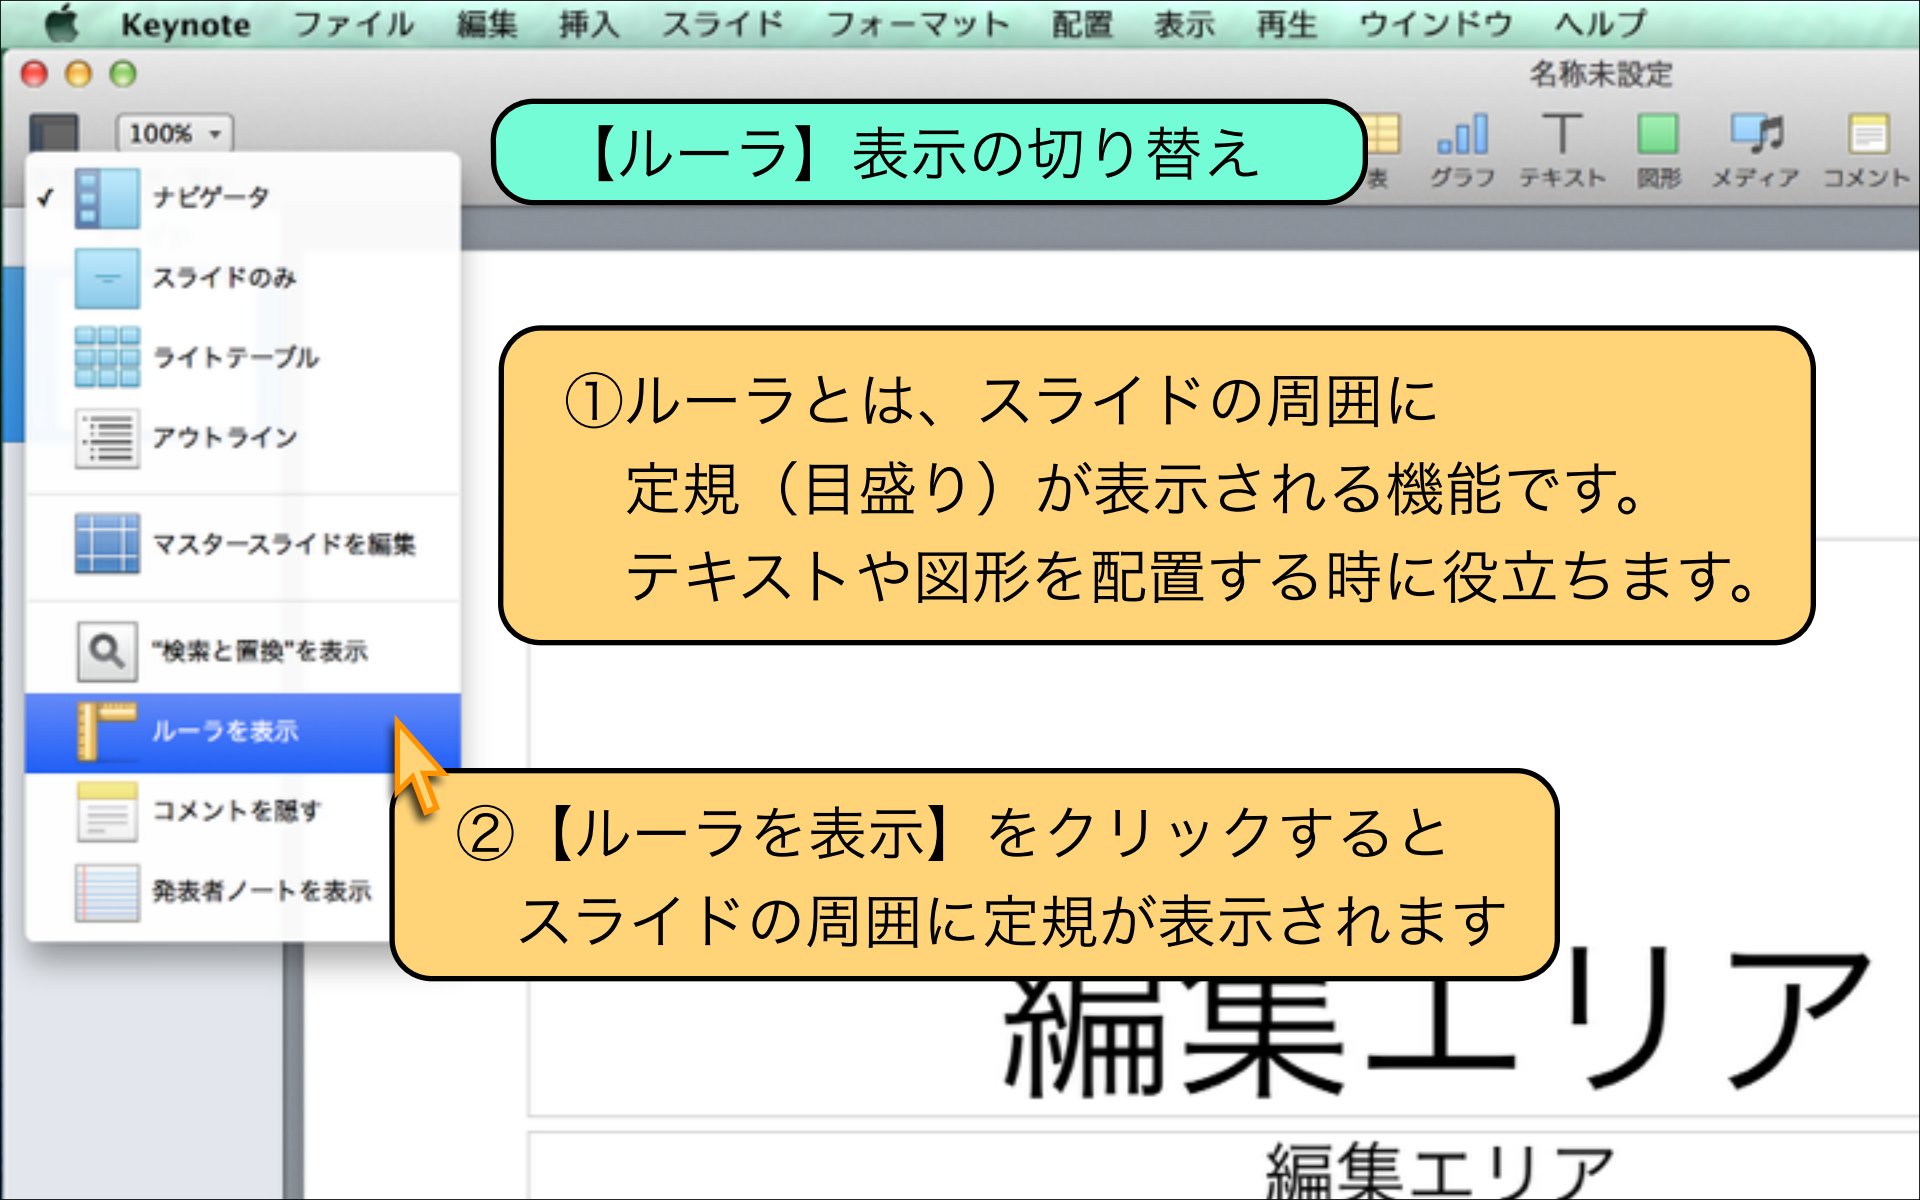 Keynote ファイル 編集 挿入 スライド フォーマット 配置 表示 再生 ウインドウ ヘルプ
名称未設定
100%
【ルーラ】表示の切り替え
表 グラフ テキスト 図形 メディア コメント
✓ ナビゲータ
スライドのみ
ライトテーブル
アウトライン
マスタースライドを編集
"検索と置換"を表示
ルーラを表示
コメントを隠す
発表者ノートを表示
①ルーラとは、スライドの周囲に
定規（目盛り）が表示される機能です。
テキストや図形を配置する時に役立ちます。
②【ルーラを表示】をクリックすると
スライドの周囲に定規が表示されます
編集エリア
編集エリア